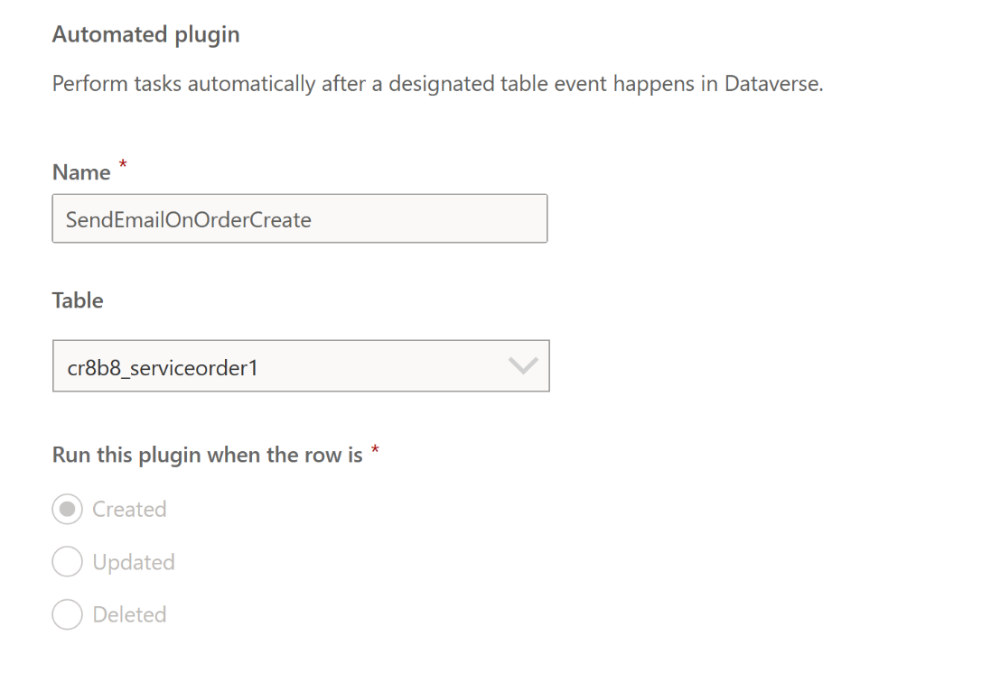 Automated plugin
Perform tasks automatically after a designated table event happens in Dataverse.
Name *
SendEmailOnOrderCreate
Table
cr8b8_serviceorder1
Run this plugin when the row is *
Created
Updated
Deleted